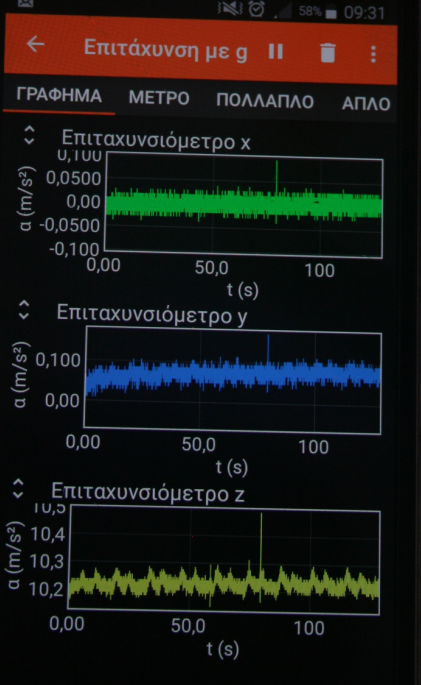 58% 09:31
Επιτάχυνση με g
ΓΡΑΦΗΜΑ ΜΕΤΡΟ ΠΟΛΛΑΠΛΟ ΑΠΛΟ
Επιταχυνσιόμετρο x
α (m/s²)
0,100
0,0500
0,00
-0,0500
-0,100
0,00 50,0 100
t (s)
Επιταχυνσιόμετρο y
α (m/s²)
0,100
0,00
0,00 50,0 100
t (s)
Επιταχυνσιόμετρο z
α (m/s²)
10,5
10,4
10,3
10,2
0,00 50,0 100
t (s)